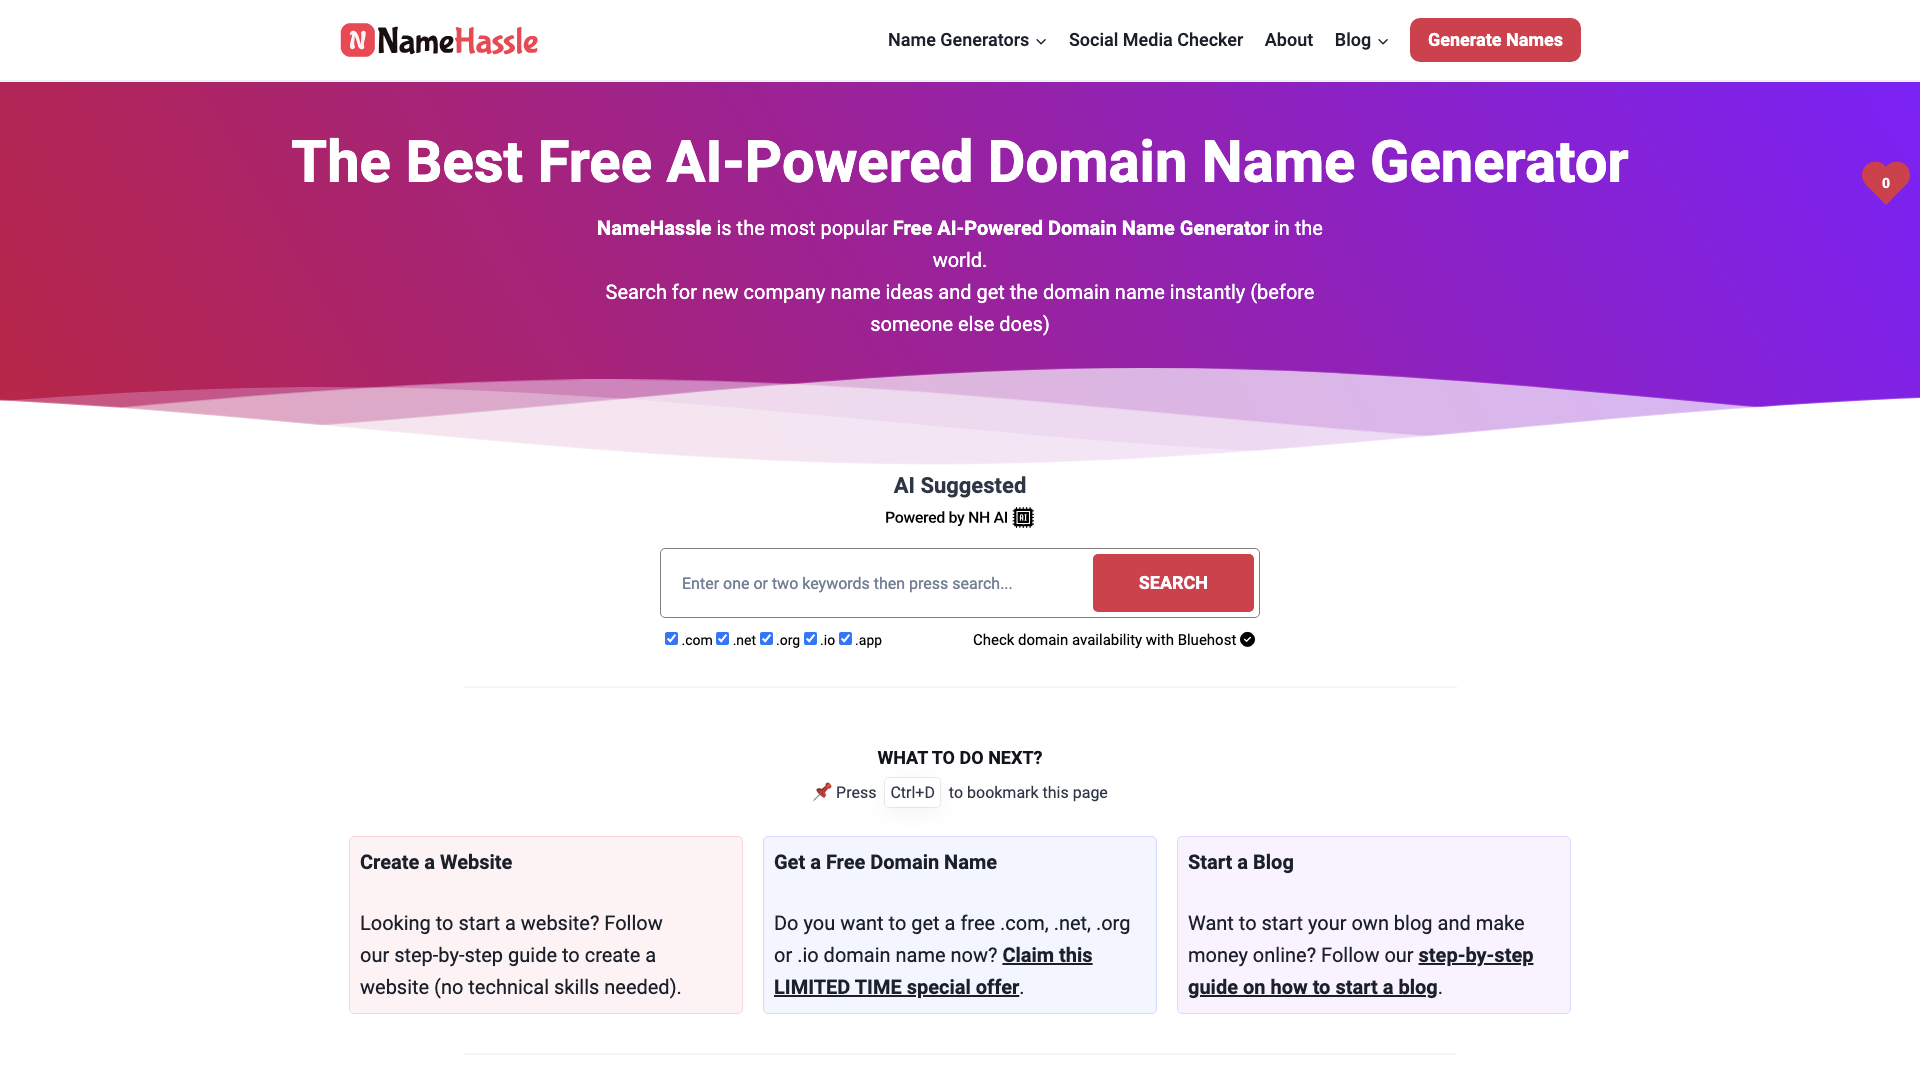 NameHassle
Name Generators
Social Media Checker
About
Blog
Generate Names
The Best Free AI-Powered Domain Name Generator
0
NameHassle is the most popular Free AI-Powered Domain Name Generator in the
world.
Search for new company name ideas and get the domain name instantly (before
someone else does)
AI Suggested
Powered by NH AI
Enter one or two keywords then press search...
SEARCH
.com .net .org .io .app
Check domain availability with Bluehost
WHAT TO DO NEXT?
Press Ctrl+D to bookmark this page
Create a Website
Looking to start a website? Follow
our step-by-step guide to create a
website (no technical skills needed).
Get a Free Domain Name
Do you want to get a free .com, .net, .org
or .io domain name now? Claim this
LIMITED TIME special offer.
Start a Blog
Want to start your own blog and make
money online? Follow our step-by-step
guide on how to start a blog.